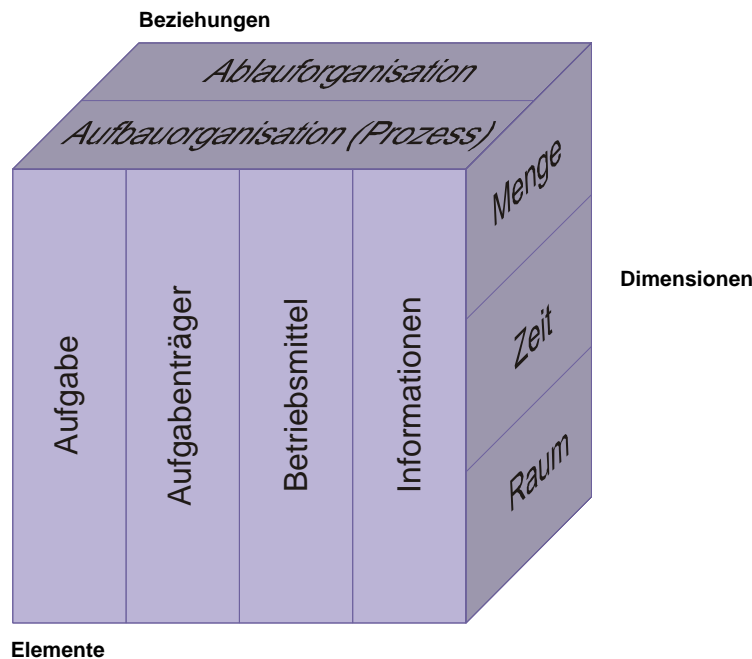 Beziehungen
Ablauforganisation
Aufbauorganisation (Prozess)
Menge
Zeit
Raum
Dimensionen
Aufgabe
Aufgabenträger
Betriebsmittel
Informationen
Elemente